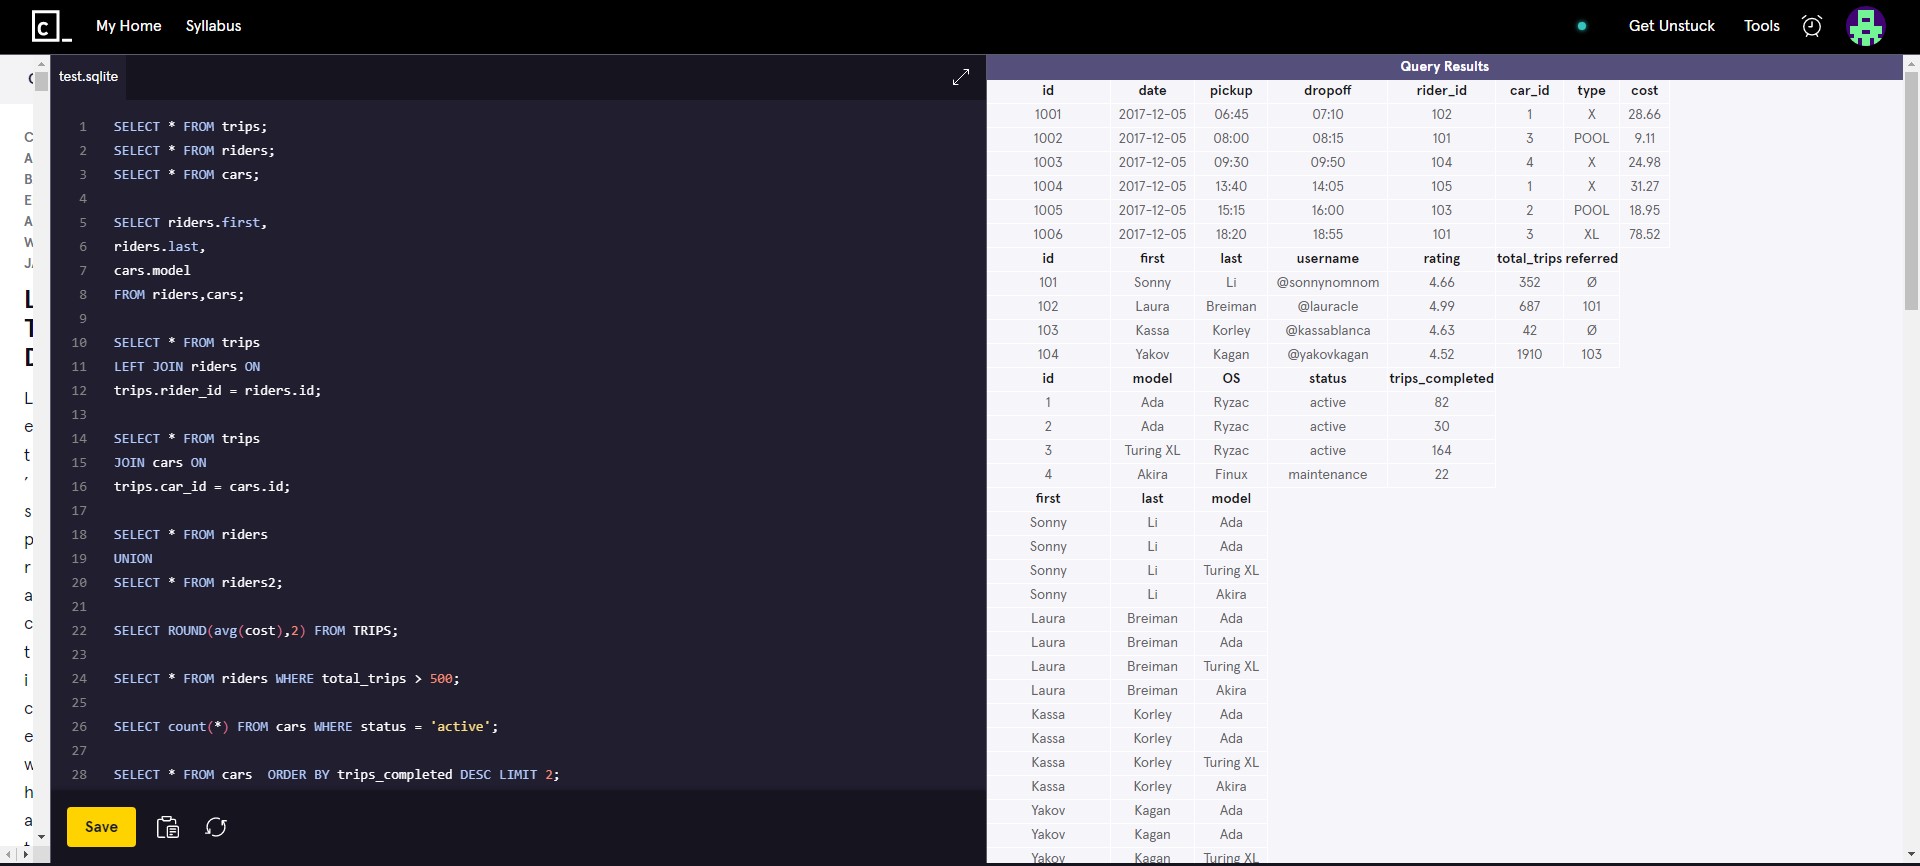 My Home Syllabus Get Unstuck Tools
C
A
B
E
A
W
J
L
T
D
L
e
t
'
s
p
r
a
c
t
i
c
e
w
h
a
test.sqlite
1 SELECT * FROM trips;
2 SELECT * FROM riders;
3 SELECT * FROM cars;
4
5 SELECT riders.first,
6 riders.last,
7 cars.model
8 FROM riders,cars;
9
10 SELECT * FROM trips
11 LEFT JOIN riders ON
12 trips.rider_id = riders.id;
13
14 SELECT * FROM trips
15 JOIN cars ON
16 trips.car_id = cars.id;
17
18 SELECT * FROM riders
19 UNION
20 SELECT * FROM riders2;
21
22 SELECT ROUND(avg(cost),2) FROM TRIPS;
23
24 SELECT * FROM riders WHERE total_trips > 500;
25
26 SELECT count(*) FROM cars WHERE status = 'active';
27
28 SELECT * FROM cars  ORDER BY trips_completed DESC LIMIT 2;
Save
Query Results
id date pickup dropoff rider_id car_id type cost
1001 2017-12-05 06:45 07:10 102 1 X 28.66
1002 2017-12-05 08:00 08:15 101 3 POOL 9.11
1003 2017-12-05 09:30 09:50 104 4 X 24.98
1004 2017-12-05 13:40 14:05 105 1 X 31.27
1005 2017-12-05 15:15 16:00 103 2 POOL 18.95
1006 2017-12-05 18:20 18:55 101 3 XL 78.52
id first last username rating total_trips referred
101 Sonny Li @sonnynomnom 4.66 352 Ø
102 Laura Breiman @lauracle 4.99 687 101
103 Kassa Korley @kassablanca 4.63 42 Ø
104 Yakov Kagan @yakovkagan 4.52 1910 103
id model OS status trips_completed
1 Ada Ryzac active 82
2 Ada Ryzac active 30
3 Turing XL Ryzac active 164
4 Akira Finux maintenance 22
first last model
Sonny Li Ada
Sonny Li Ada
Sonny Li Turing XL
Sonny Li Akira
Laura Breiman Ada
Laura Breiman Ada
Laura Breiman Turing XL
Laura Breiman Akira
Kassa Korley Ada
Kassa Korley Ada
Kassa Korley Turing XL
Kassa Korley Akira
Yakov Kagan Ada
Yakov Kagan Ada
Yakov Kagan Turing XL